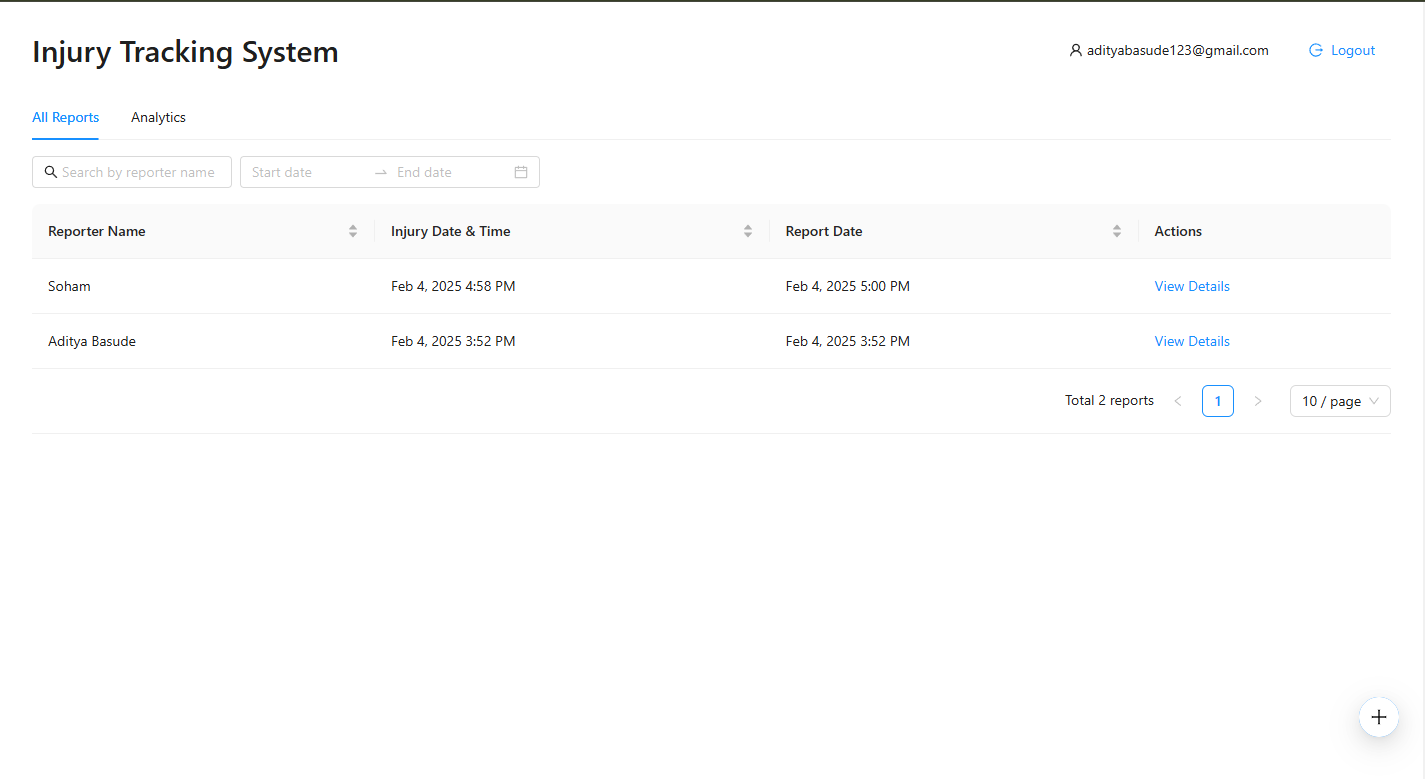 Injury Tracking System
adityabasude123@gmail.com Logout
All Reports Analytics
Search by reporter name Start date End date
Reporter Name Injury Date & Time Report Date Actions
Soham Feb 4, 2025 4:58 PM Feb 4, 2025 5:00 PM View Details
Aditya Basude Feb 4, 2025 3:52 PM Feb 4, 2025 3:52 PM View Details
Total 2 reports 1 10 / page